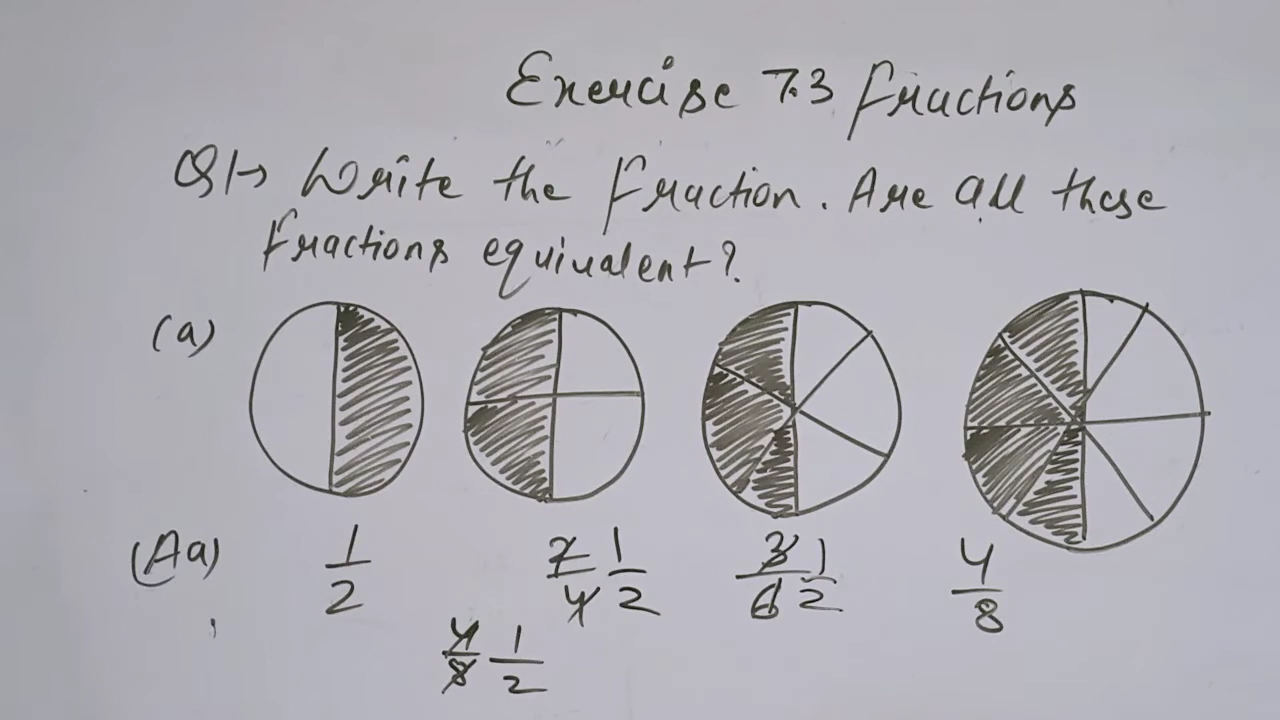 Exercise 7.3 fractions
Q1→ Write the fraction. Are all these
fractions equivalent?
(a)
(Aa) 1/2 2/4 1/2 3/6 1/2 4/8
4/8 1/2